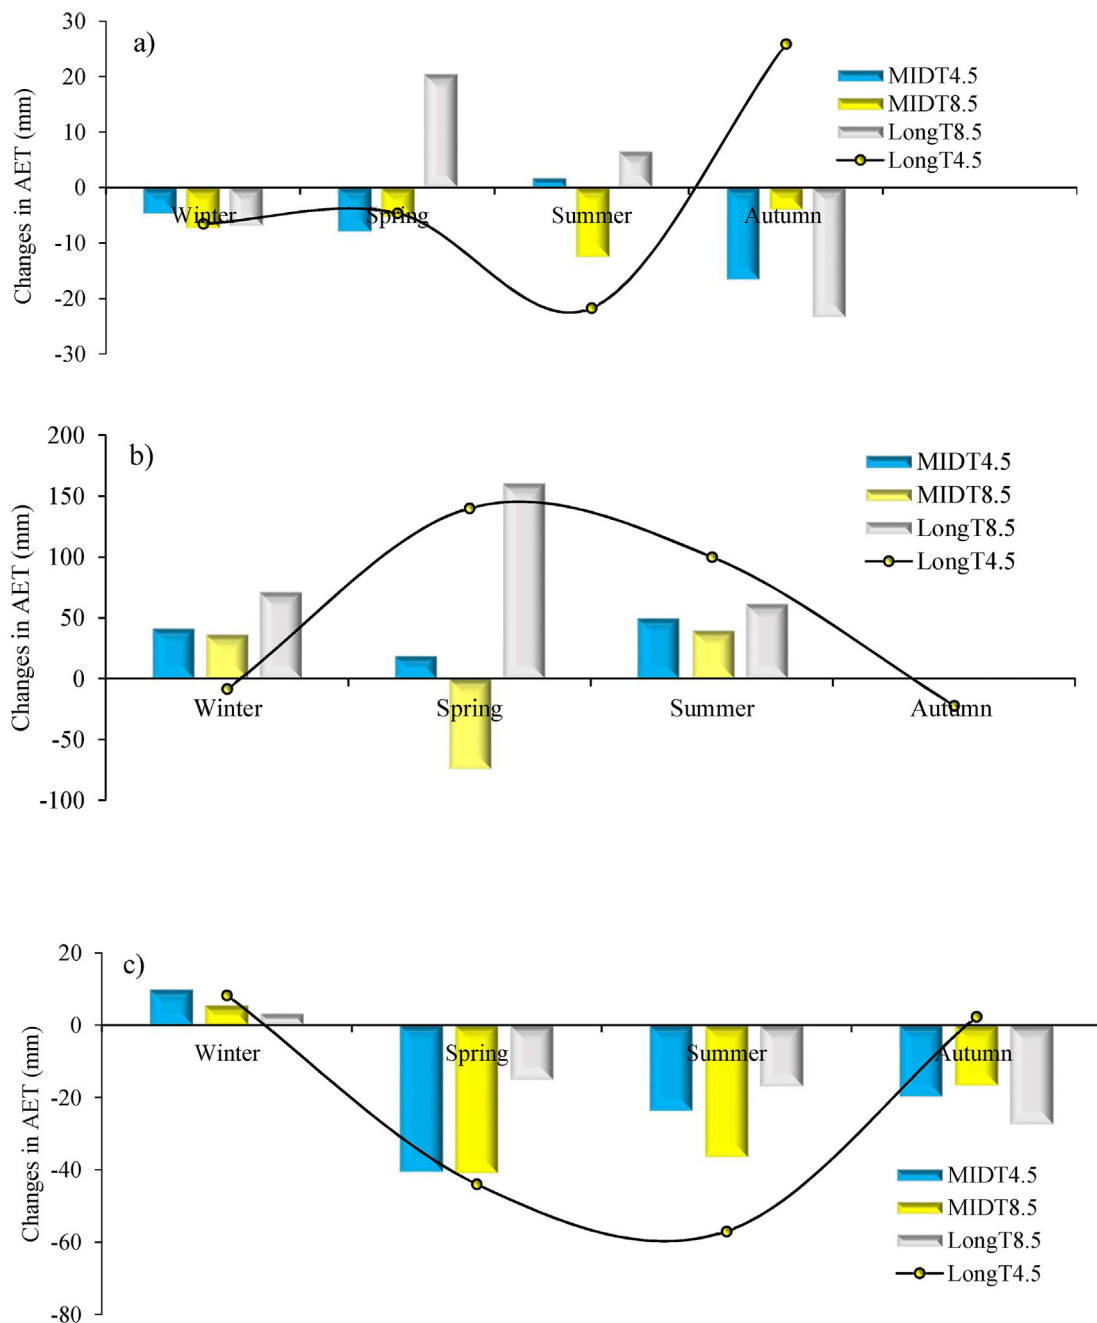 a)
Changes in AET (mm)
30
20
10
0
-10
-20
-30
Winter
Spring
Summer
Autumn
MIDT4.5
MIDT8.5
LongT8.5
LongT4.5
b)
Changes in AET (mm)
200
150
100
50
0
-50
-100
Winter
Spring
Summer
Autumn
MIDT4.5
MIDT8.5
LongT8.5
LongT4.5
c)
Changes in AET (mm)
20
0
-20
-40
-60
-80
Winter
Spring
Summer
Autumn
MIDT4.5
MIDT8.5
LongT8.5
LongT4.5